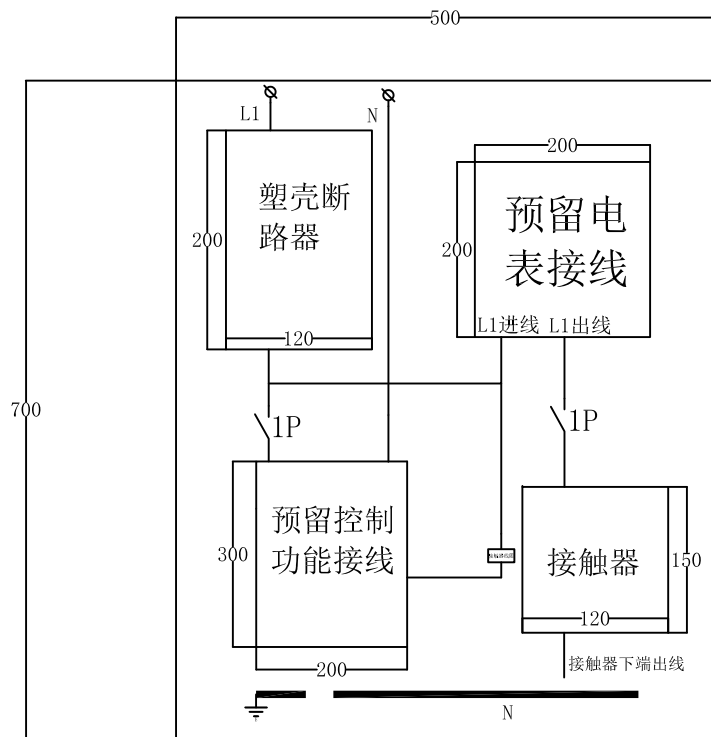 500
L1
N
塑壳断
路器
200
120
200
预留电
表接线
200
L1进线
L1出线
700
1P
1P
预留控制
功能接线
300
200
接触器
150
120
接触器下端出线
N